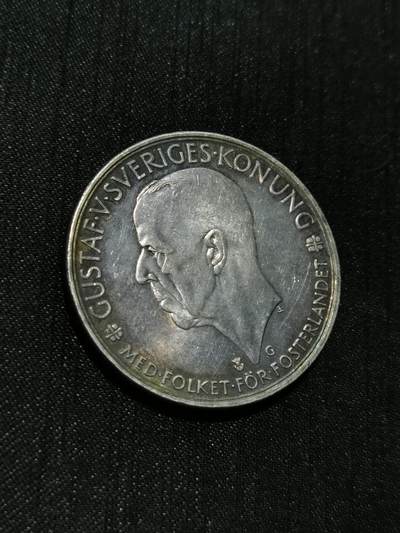 GUSTAF·V·SVERIGES·KONUNG
MED·FOLKET·FÖR·FOSTERLANDET
G